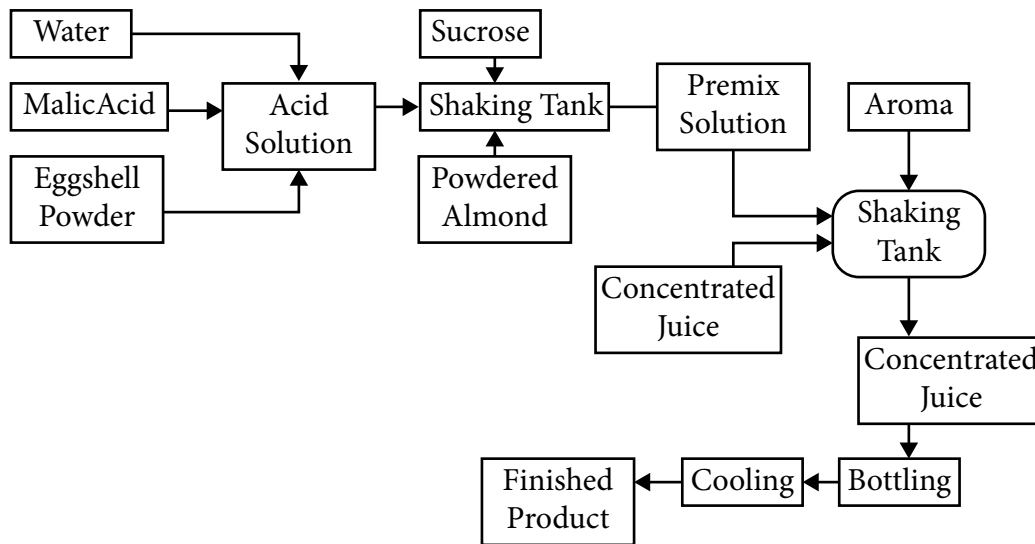 Water
MalicAcid
Eggshell
Powder
Acid
Solution
Sucrose
Shaking Tank
Powdered
Almond
Premix
Solution
Concentrated
Juice
Aroma
Shaking
Tank
Concentrated
Juice
Bottling
Cooling
Finished
Product